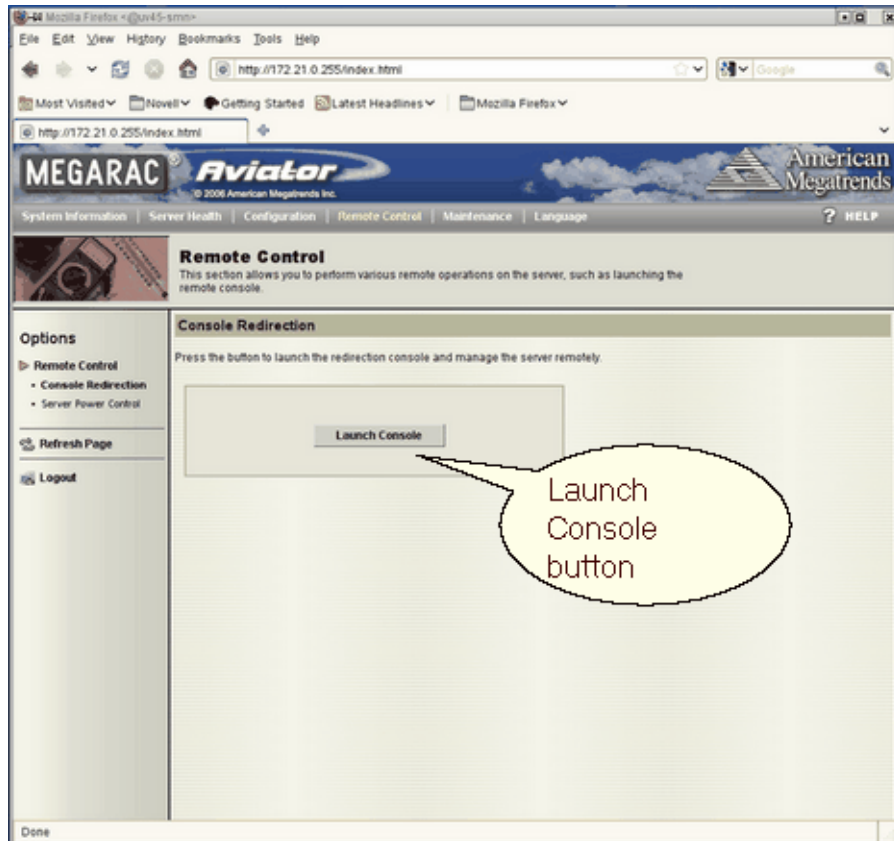 Mozilla Firefox <@uv45-smn>
File Edit View History Bookmarks Tools Help
http://172.21.0.255/index.html Google
Most Visited Novell Getting Started Latest Headlines Mozilla Firefox
http://172.21.0.255/index.html
MEGARAC® Aviator American Megatrends
© 2006 American Megatrends Inc.
System Information | Server Health | Configuration | Remote Control | Maintenance | Language ? HELP
Remote Control
This section allows you to perform various remote operations on the server, such as launching the
remote console.
Options
Remote Control
• Console Redirection
• Server Power Control
Refresh Page
Logout
Console Redirection
Press the button to launch the redirection console and manage the server remotely.
Launch Console
Launch
Console
button
Done